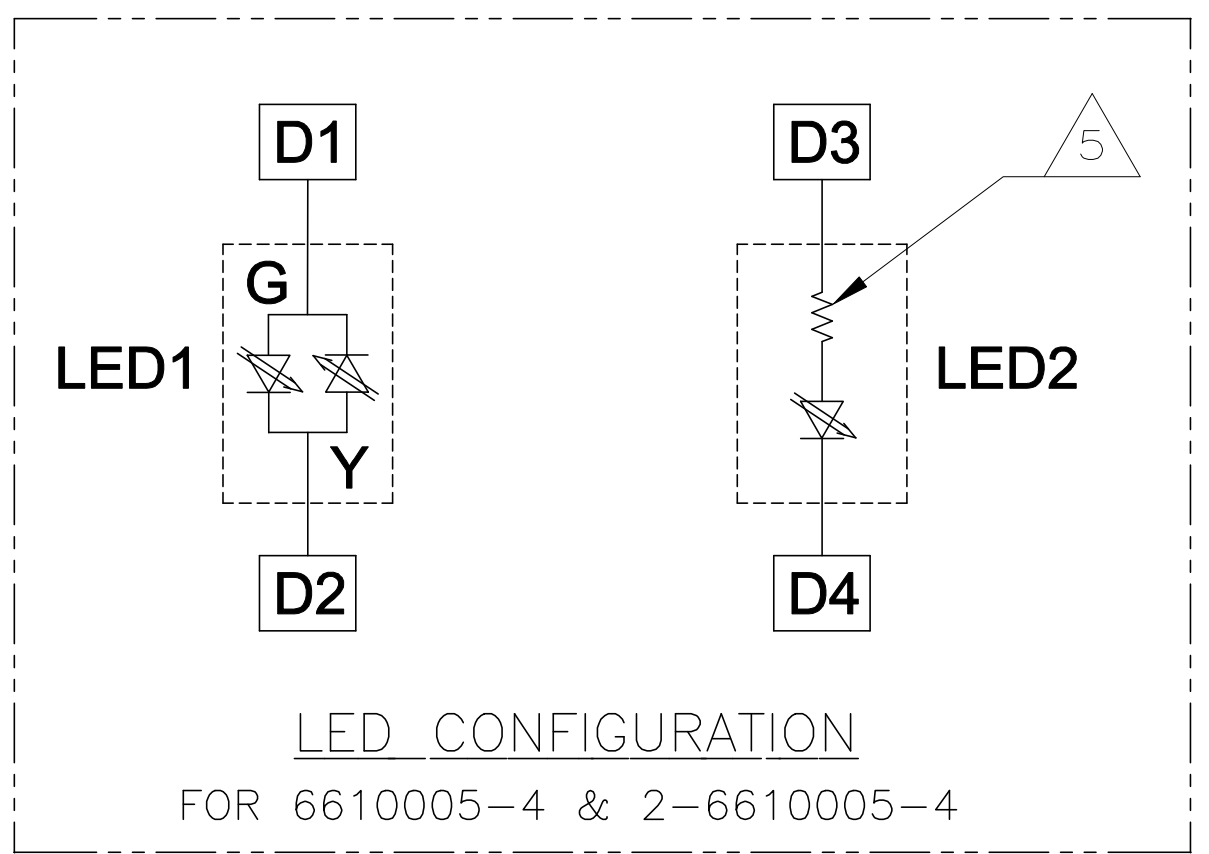 D1
D3
5
G
LED1
LED2
Y
D2
D4
LED CONFIGURATION
FOR 6610005-4 & 2-6610005-4